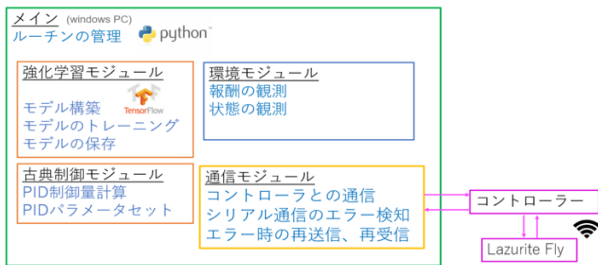 メイン (windows PC)
ルーチンの管理 python™
強化学習モジュール
モデル構築
TensorFlow
モデルのトレーニング
モデルの保存
環境モジュール
報酬の観測
状態の観測
古典制御モジュール
PID制御量計算
PIDパラメータセット
通信モジュール
コントローラとの通信
シリアル通信のエラー検知
エラー時の再送信、再受信
コントローラー
Lazurite Fly